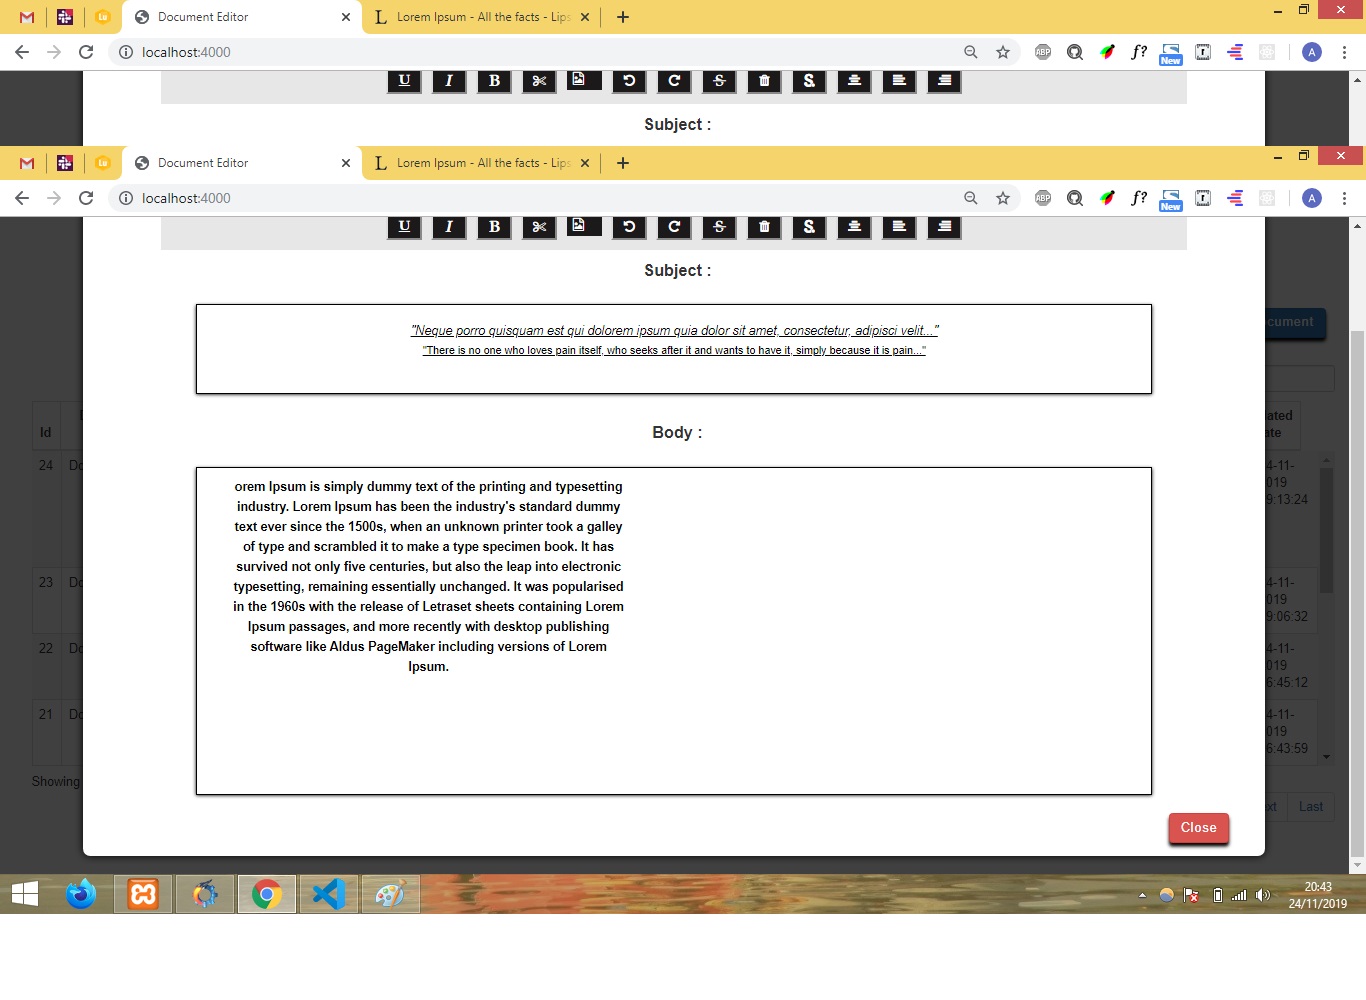 Lu
Document Editor
Lorem Ipsum - All the facts - Lips
localhost:4000
ABP
f?
New
A
U I B S S
Subject :
Lu
Document Editor
Lorem Ipsum - All the facts - Lips
localhost:4000
ABP
f?
New
A
U I B S S
Subject :
"Neque porro quisquam est qui dolorem ipsum quia dolor sit amet, consectetur, adipisci velit..."
"There is no one who loves pain itself, who seeks after it and wants to have it, simply because it is pain..."
cument
Body :
Id
ated
ate
24 Do
4-11-
019
9:13:24
orem Ipsum is simply dummy text of the printing and typesetting
industry. Lorem Ipsum has been the industry's standard dummy
text ever since the 1500s, when an unknown printer took a galley
of type and scrambled it to make a type specimen book. It has
survived not only five centuries, but also the leap into electronic
typesetting, remaining essentially unchanged. It was popularised
in the 1960s with the release of Letraset sheets containing Lorem
Ipsum passages, and more recently with desktop publishing
software like Aldus PageMaker including versions of Lorem
Ipsum.
23 Do
4-11-
019
9:06:32
22 Do
4-11-
019
6:45:12
21 Do
4-11-
019
6:43:59
Showing
xt Last
Close
20:43
24/11/2019